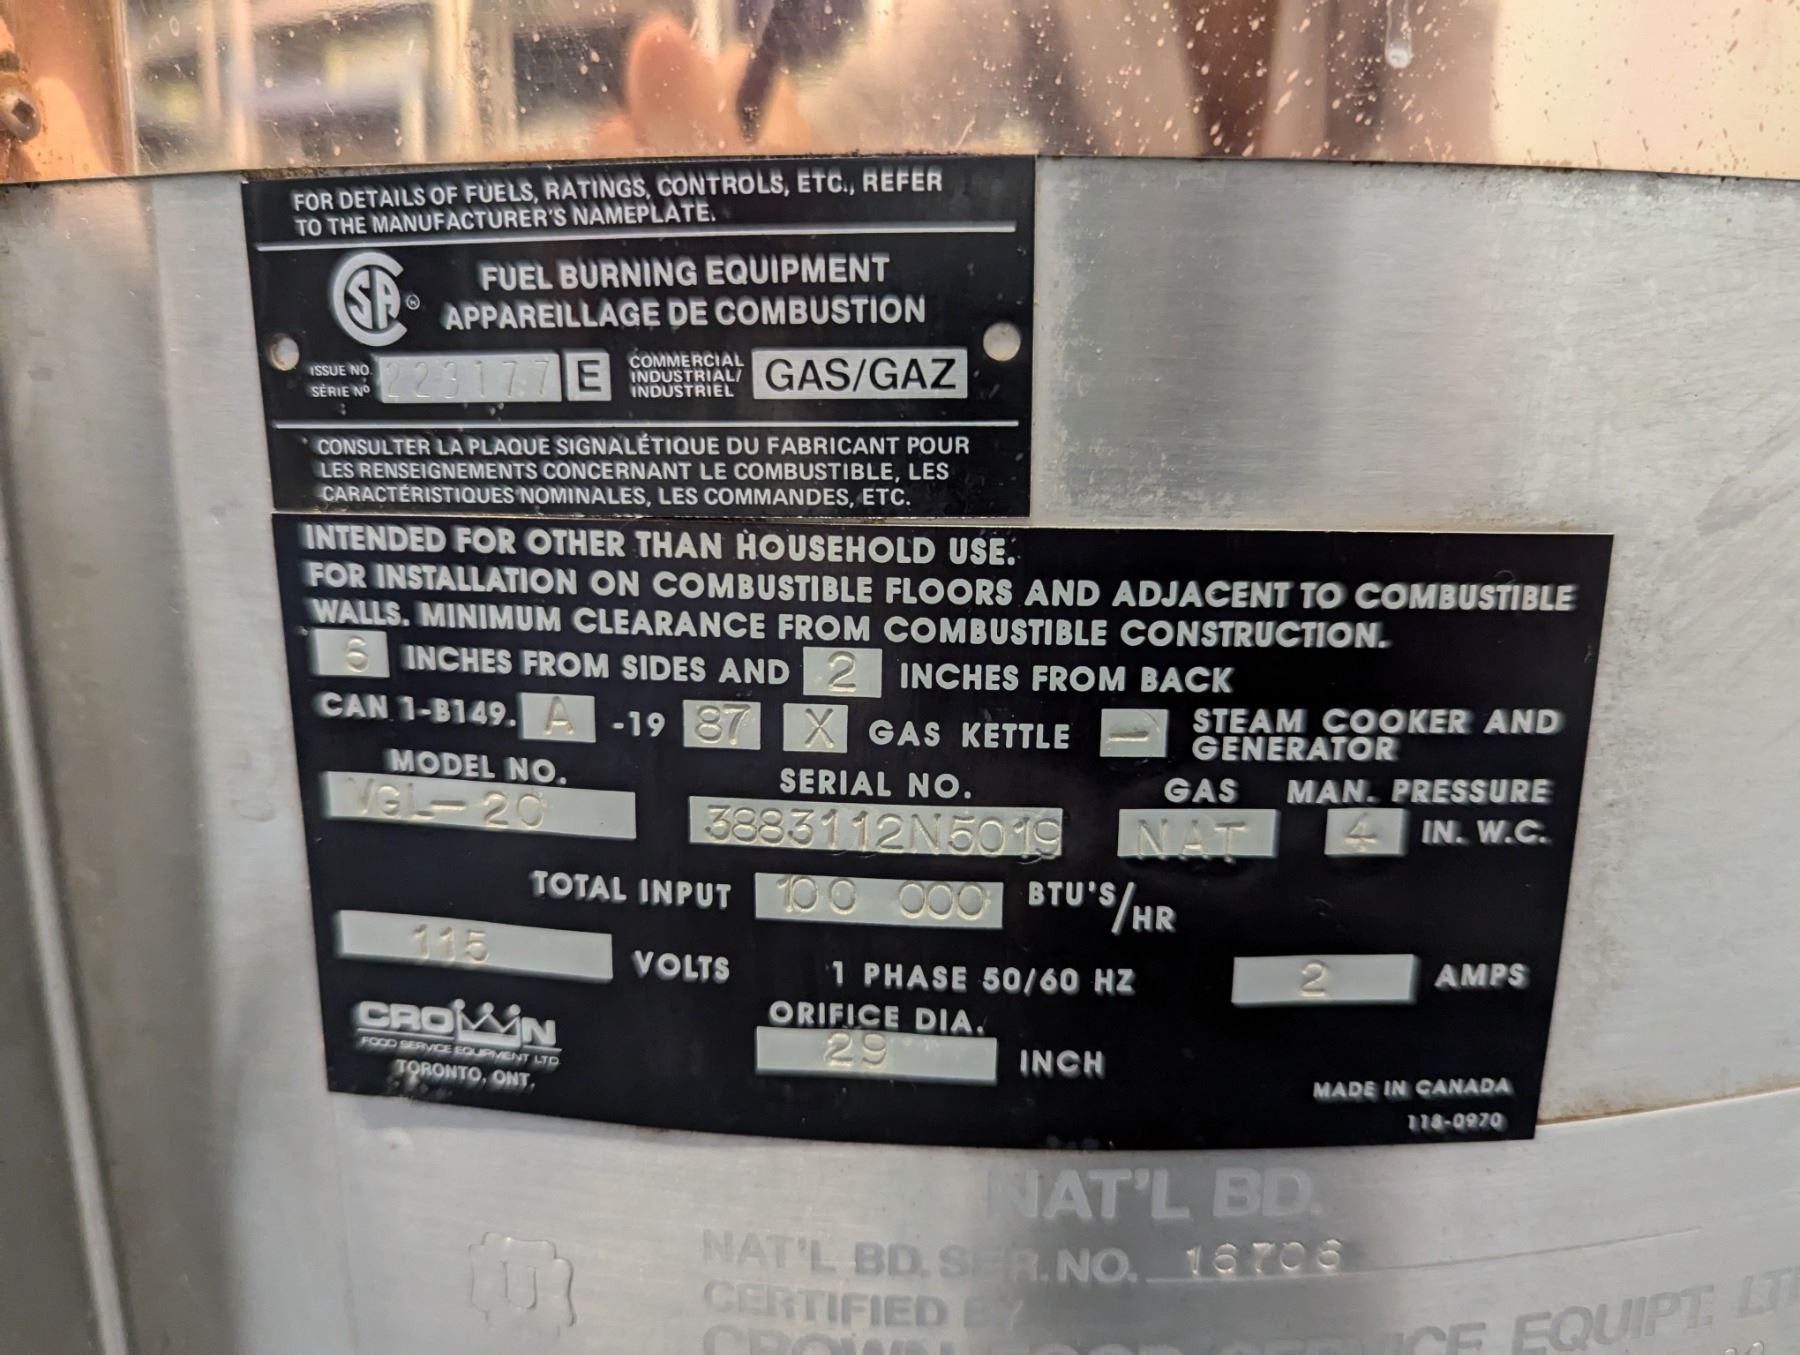 FOR DETAILS OF FUELS, RATINGS, CONTROLS, ETC., REFER
TO THE MANUFACTURER'S NAMEPLATE.
CSA ®
FUEL BURNING EQUIPMENT
APPAREILLAGE DE COMBUSTION
ISSUE NO. 223177 E COMMERCIAL GAS/GAZ
SÉRIE Nº INDUSTRIAL/
INDUSTRIEL
CONSULTER LA PLAQUE SIGNALÉTIQUE DU FABRICANT POUR
LES RENSEIGNEMENTS CONCERNANT LE COMBUSTIBLE, LES
CARACTÉRISTIQUES NOMINALES, LES COMMANDES, ETC.
INTENDED FOR OTHER THAN HOUSEHOLD USE.
FOR INSTALLATION ON COMBUSTIBLE FLOORS AND ADJACENT TO COMBUSTIBLE
WALLS. MINIMUM CLEARANCE FROM COMBUSTIBLE CONSTRUCTION.
6 INCHES FROM SIDES AND 2 INCHES FROM BACK
CAN 1-B149. A -19 87 X GAS KETTLE — STEAM COOKER AND
GENERATOR
MODEL NO. SERIAL NO. GAS MAN. PRESSURE
VGL-20 3883112N5019 NAT 4 IN. W.C.
TOTAL INPUT 100 000 BTU'S/HR
115 VOLTS 1 PHASE 50/60 HZ 2 AMPS
CROWN
FOOD SERVICE EQUIPMENT LTD
TORONTO, ONT.
ORIFICE DIA.
29 INCH
MADE IN CANADA
118-0970
NAT'L BD.
U
NAT'L BD. SER. NO. 16706
CERTIFIED BY
CROWN FOOD SERVICE EQUIPT. LT